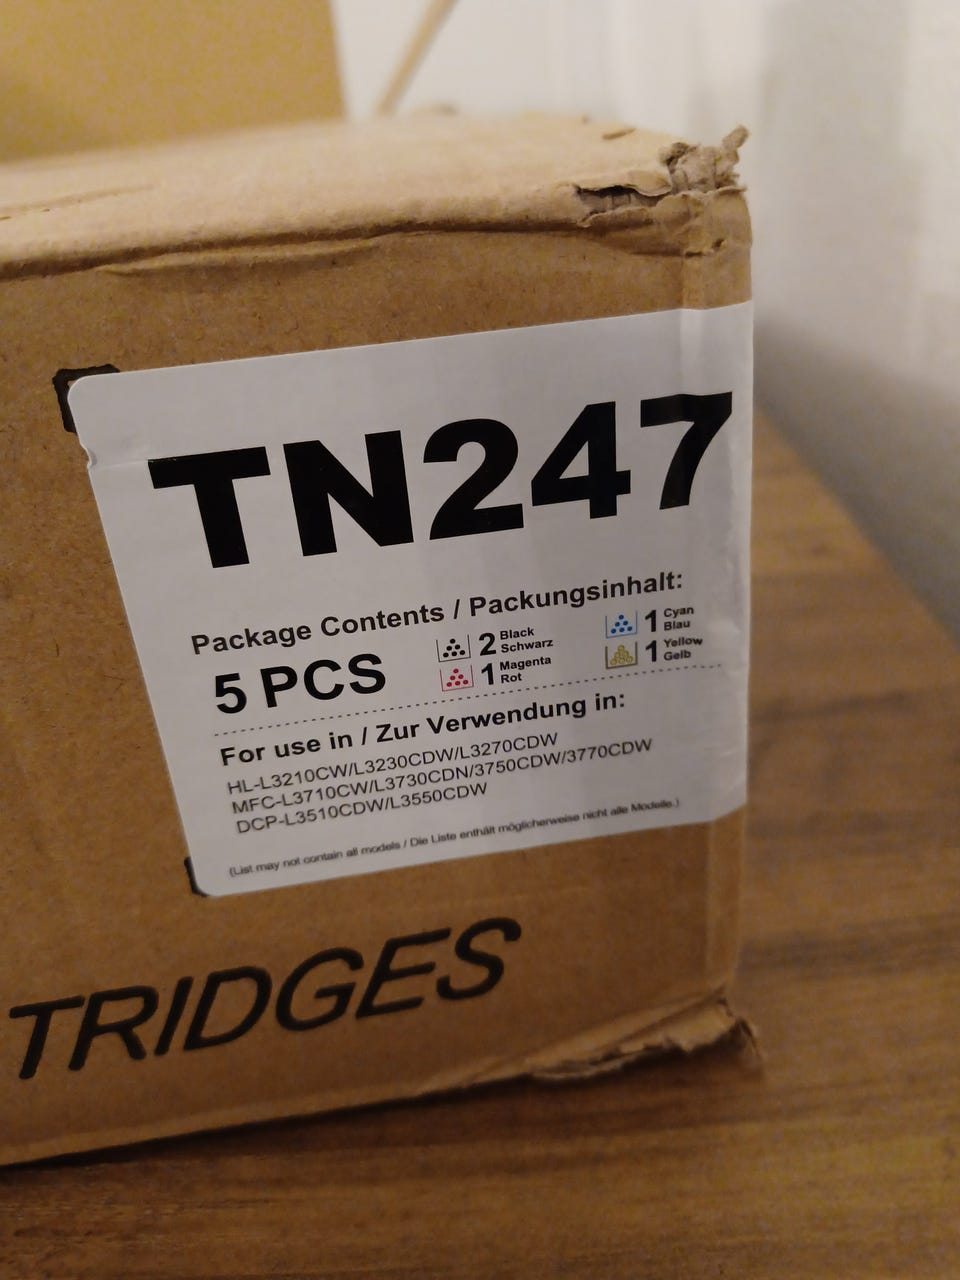 TN247
Package Contents / Packungsinhalt:
5 PCS
2 Black Schwarz
1 Cyan Blau
1 Magenta Rot
1 Yellow Gelb
For use in / Zur Verwendung in:
HL-L3210CW/L3230CDW/L3270CDW
MFC-L3710CW/L3730CDN/3750CDW/3770CDW
DCP-L3510CDW/L3550CDW
(List may not contain all models / Die Liste enthält möglicherweise nicht alle Modelle.)
TRIDGES